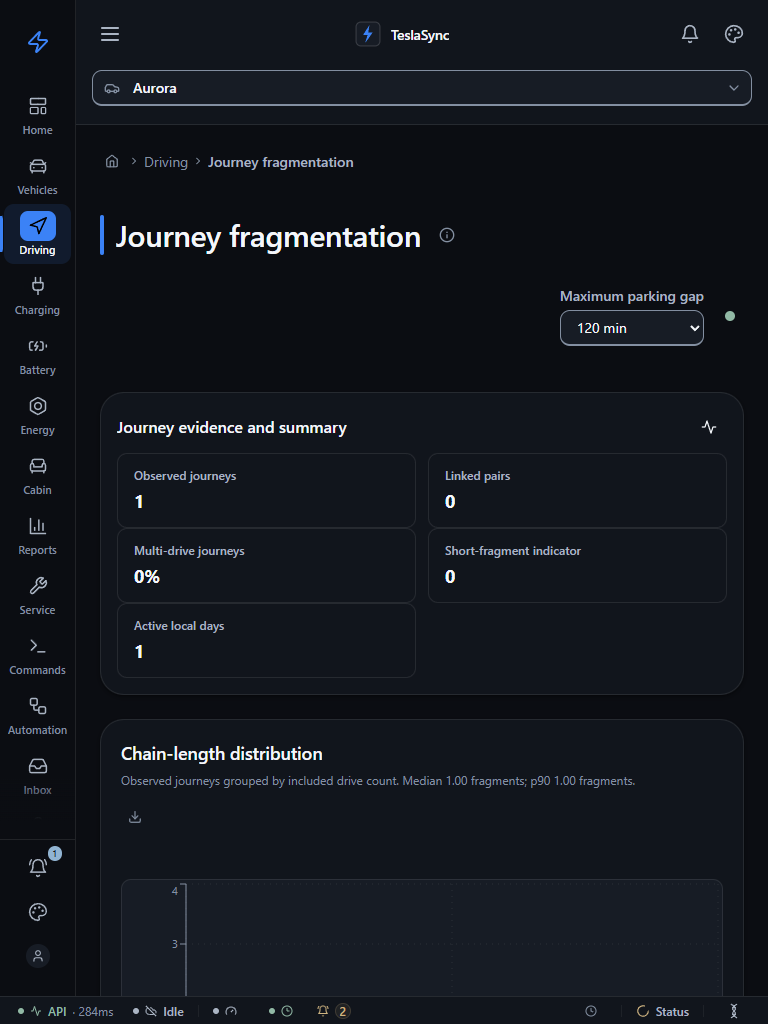 TeslaSync
Aurora
Home
Vehicles
Driving
Charging
Battery
Energy
Cabin
Reports
Service
Commands
Automation
Inbox
1
Driving
Journey fragmentation
Journey fragmentation
Maximum parking gap
120 min
Journey evidence and summary
Observed journeys
1
Linked pairs
0
Multi-drive journeys
0%
Short-fragment indicator
0
Active local days
1
Chain-length distribution
Observed journeys grouped by included drive count. Median 1.00 fragments; p90 1.00 fragments.
4
3
API · 284ms
Idle
2
Status